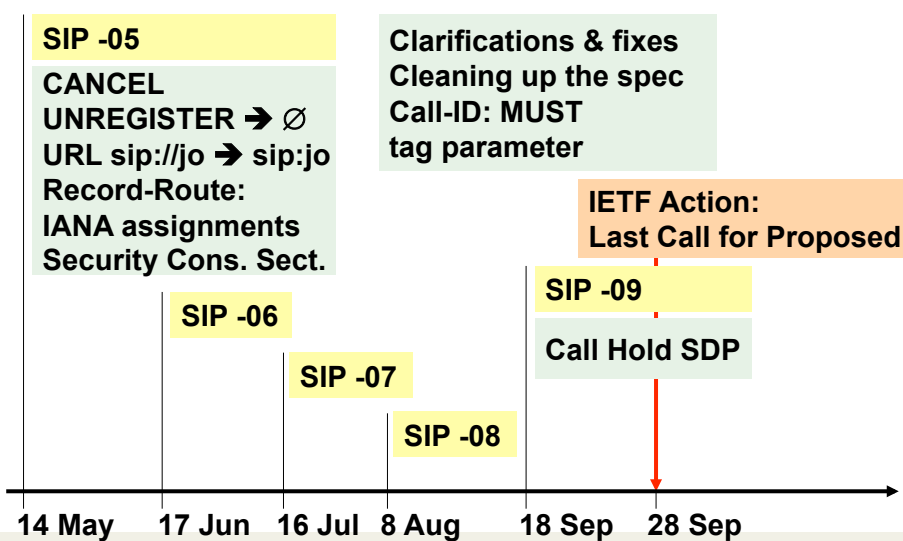 SIP -05
CANCEL
UNREGISTER ➔ ∅
URL sip://jo ➔ sip:jo
Record-Route:
IANA assignments
Security Cons. Sect.
Clarifications & fixes
Cleaning up the spec
Call-ID: MUST
tag parameter
IETF Action:
Last Call for Proposed
SIP -06
SIP -07
SIP -08
SIP -09
Call Hold SDP
14 May
17 Jun
16 Jul
8 Aug
18 Sep
28 Sep